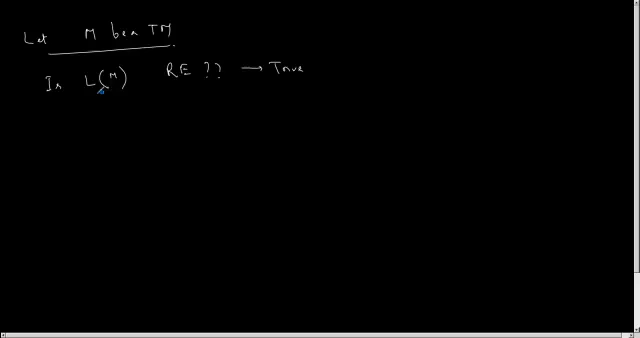 Let M be a TM
Is L(M) RE ?? → True